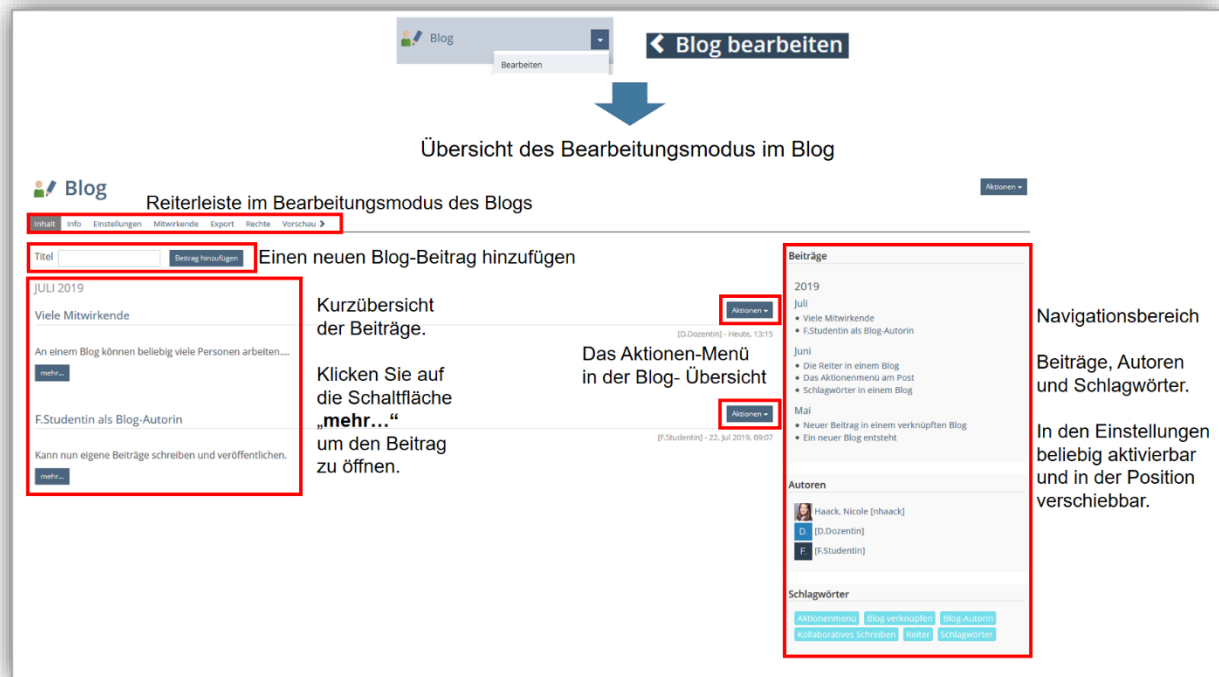 Blog
Bearbeiten
Blog bearbeiten
Übersicht des Bearbeitungsmodus im Blog
Blog
Aktionen
Reiterleiste im Bearbeitungsmodus des Blogs
Inhalt Info Einstellungen Mitwirkende Export Rechte Vorschau
Titel
Beitrag hinzufügen
Einen neuen Blog-Beitrag hinzufügen
JULI 2019
Viele Mitwirkende
An einem Blog können beliebig viele Personen arbeiten....
mehr...
F.Studentin als Blog-Autorin
Kann nun eigene Beiträge schreiben und veröffentlichen.
mehr...
Kurzübersicht
der Beiträge.
Klicken Sie auf
die Schaltfläche
„mehr…“
um den Beitrag
zu öffnen.
Aktionen
[D.Dozentin] - Heute, 13:15
Das Aktionen-Menü
in der Blog- Übersicht
Aktionen
[F.Studentin] - 22. Jul 2019, 09:07
Beiträge
2019
Juli
Viele Mitwirkende
F.Studentin als Blog-Autorin
Juni
Die Reiter in einem Blog
Das Aktionenmenü am Post
Schlagwörter in einem Blog
Mai
Neuer Beitrag in einem verknüpften Blog
Ein neuer Blog entsteht
Autoren
Haack, Nicole [nhaack]
D. [D.Dozentin]
F. [F.Studentin]
Schlagwörter
Aktionenmenü Blog verknüpfen Blog-Autorin
Kollaboratives Schreiben Reiter Schlagwörter
Navigationsbereich
Beiträge, Autoren
und Schlagwörter.
In den Einstellungen
beliebig aktivierbar
und in der Position
verschiebbar.